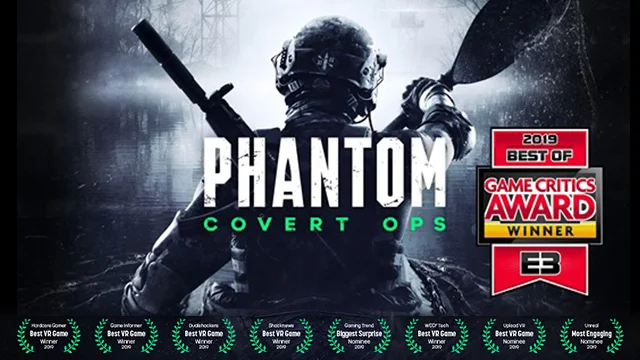 PHANTOM
COVERT OPS
2019
BEST OF
GAME CRITICS
AWARD
WINNER
E3
Hardcore Gamer
Best VR Game
Winner
2019
Game Informer
Best VR Game
Winner
2019
Dualshockers
Best VR Game
Winner
2019
Shacknews
Best VR Game
Winner
2019
Gaming Trend
Biggest Surprise
Nominee
2019
WCCF Tech
Best VR Game
Winner
2019
Upload VR
Best VR Game
Nominee
2019
Unreal
Most Engaging
Nominee
2019